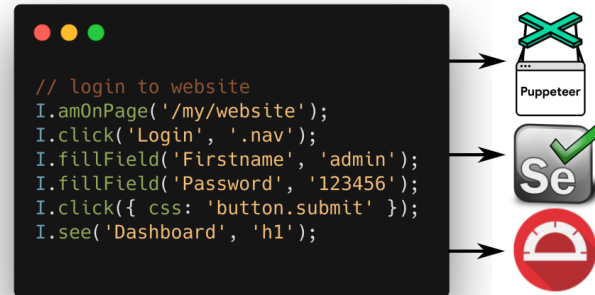 // login to website
I.amOnPage('/my/website');
I.click('Login', '.nav');
I.fillField('Firstname', 'admin');
I.fillField('Password', '123456');
I.click({ css: 'button.submit' });
I.see('Dashboard', 'h1');
Puppeteer
Se